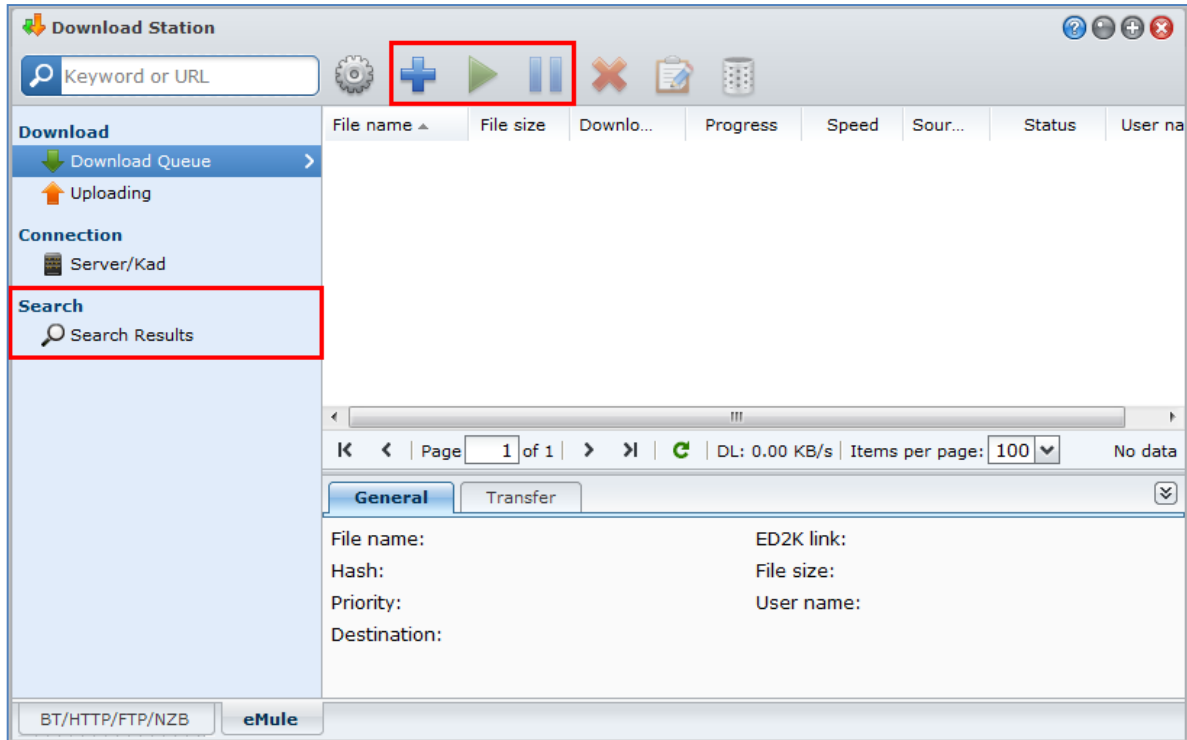 Download Station
Keyword or URL
Download
Download Queue
Uploading
Connection
Server/Kad
Search
Search Results
File name File size Downlo... Progress Speed Sour... Status User na
Page 1 of 1 DL: 0.00 KB/s Items per page: 100 No data
General Transfer
File name: ED2K link:
Hash: File size:
Priority: User name:
Destination:
BT/HTTP/FTP/NZB eMule